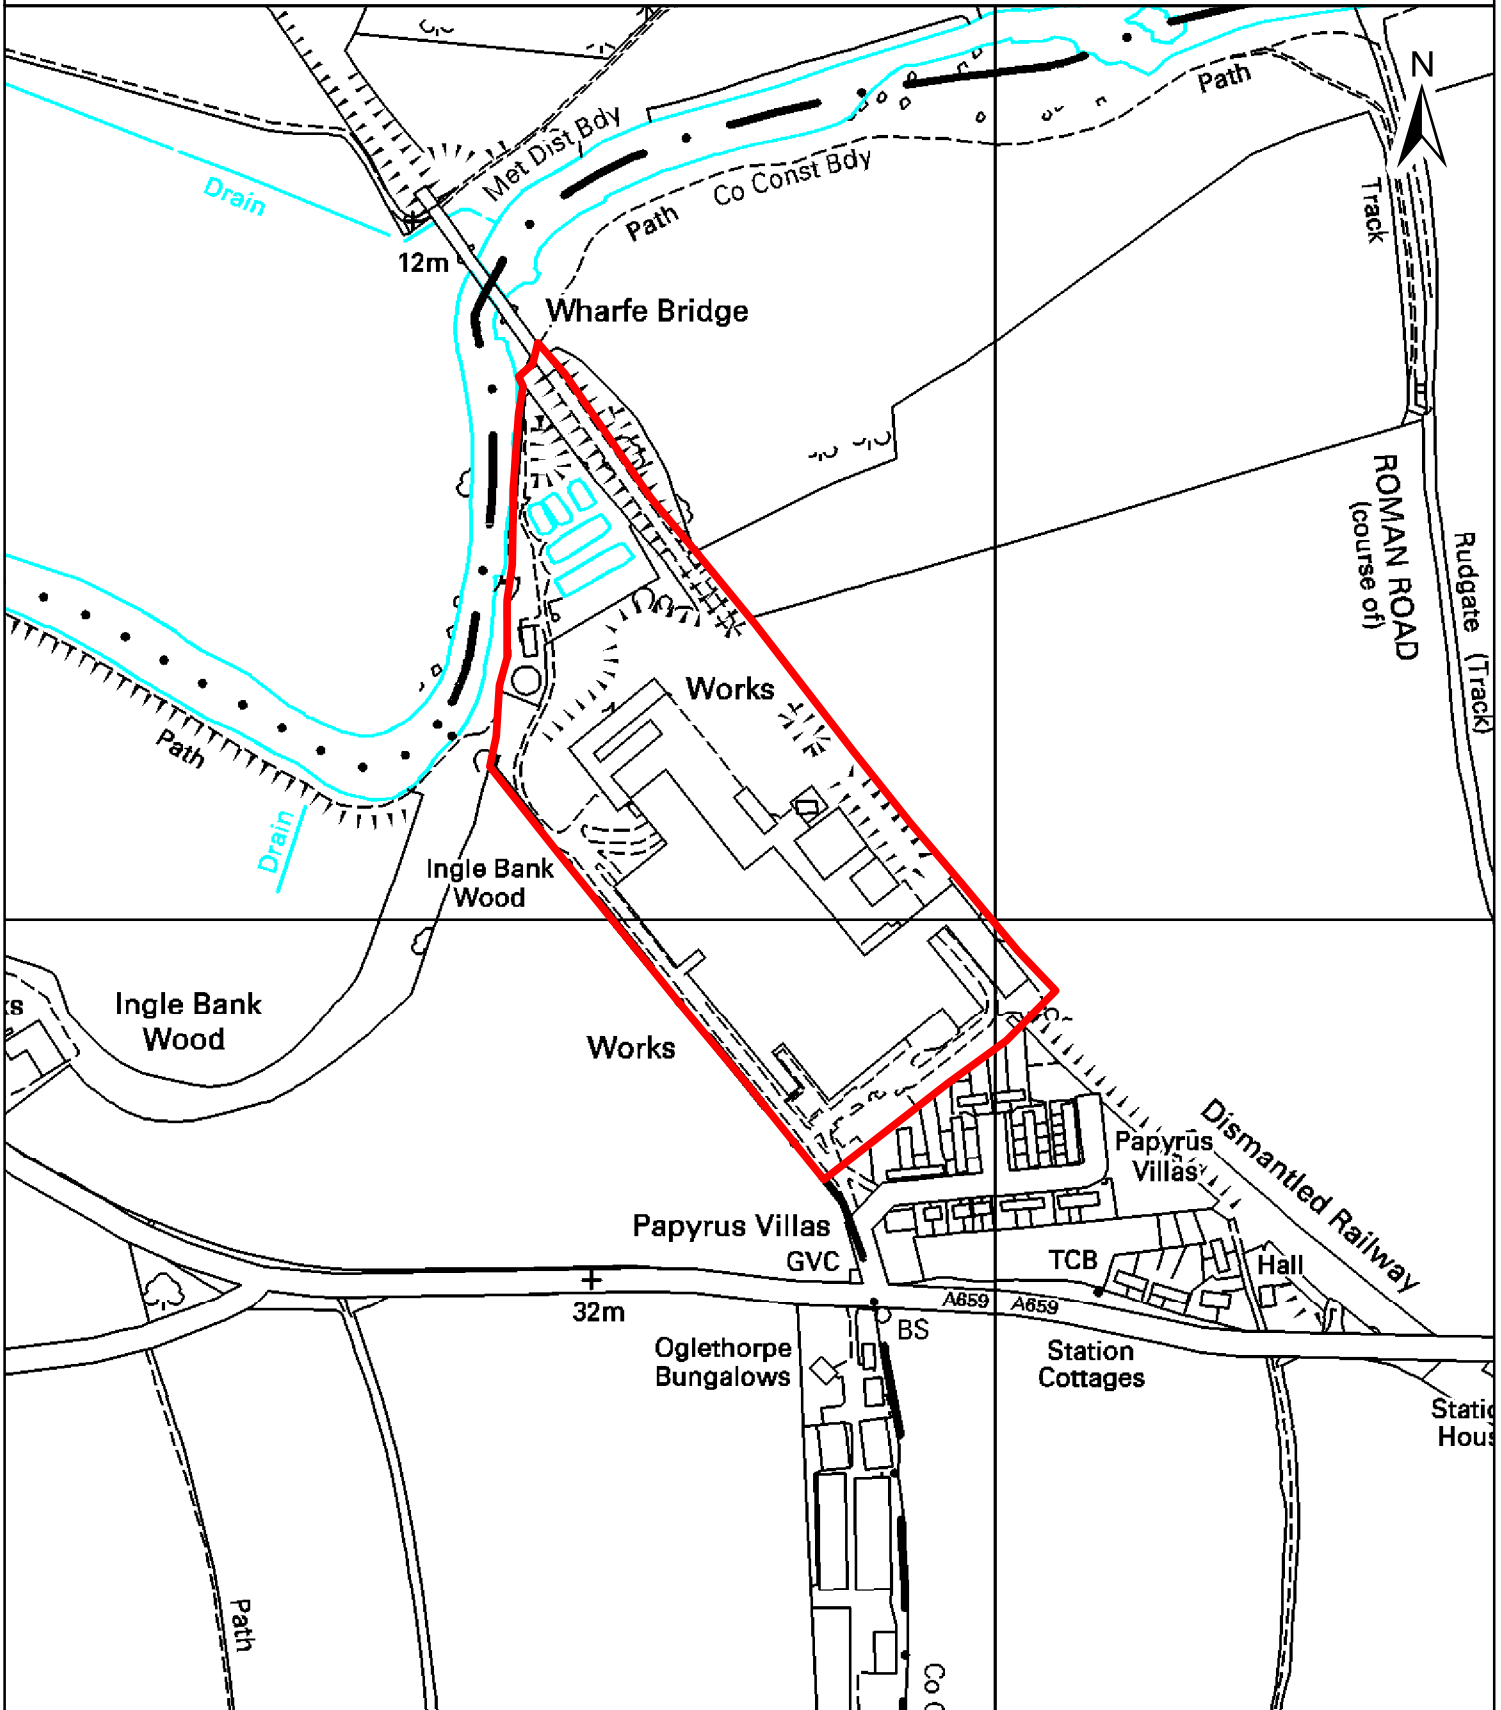 N
Path
Met Dist Bdy
Co Const Bdy
Drain
Path
Track
12m
Wharfe Bridge
ROMAN ROAD
(course of)
Rudgate (Track)
Works
Path
Drain
Ingle Bank
Wood
Ingle Bank
Wood
Works
Dismantled Railway
Papyrus
Villas
Papyrus Villas
GVC
TCB
Hall
32m
A659
A659
BS
Oglethorpe
Bungalows
Station
Cottages
Path